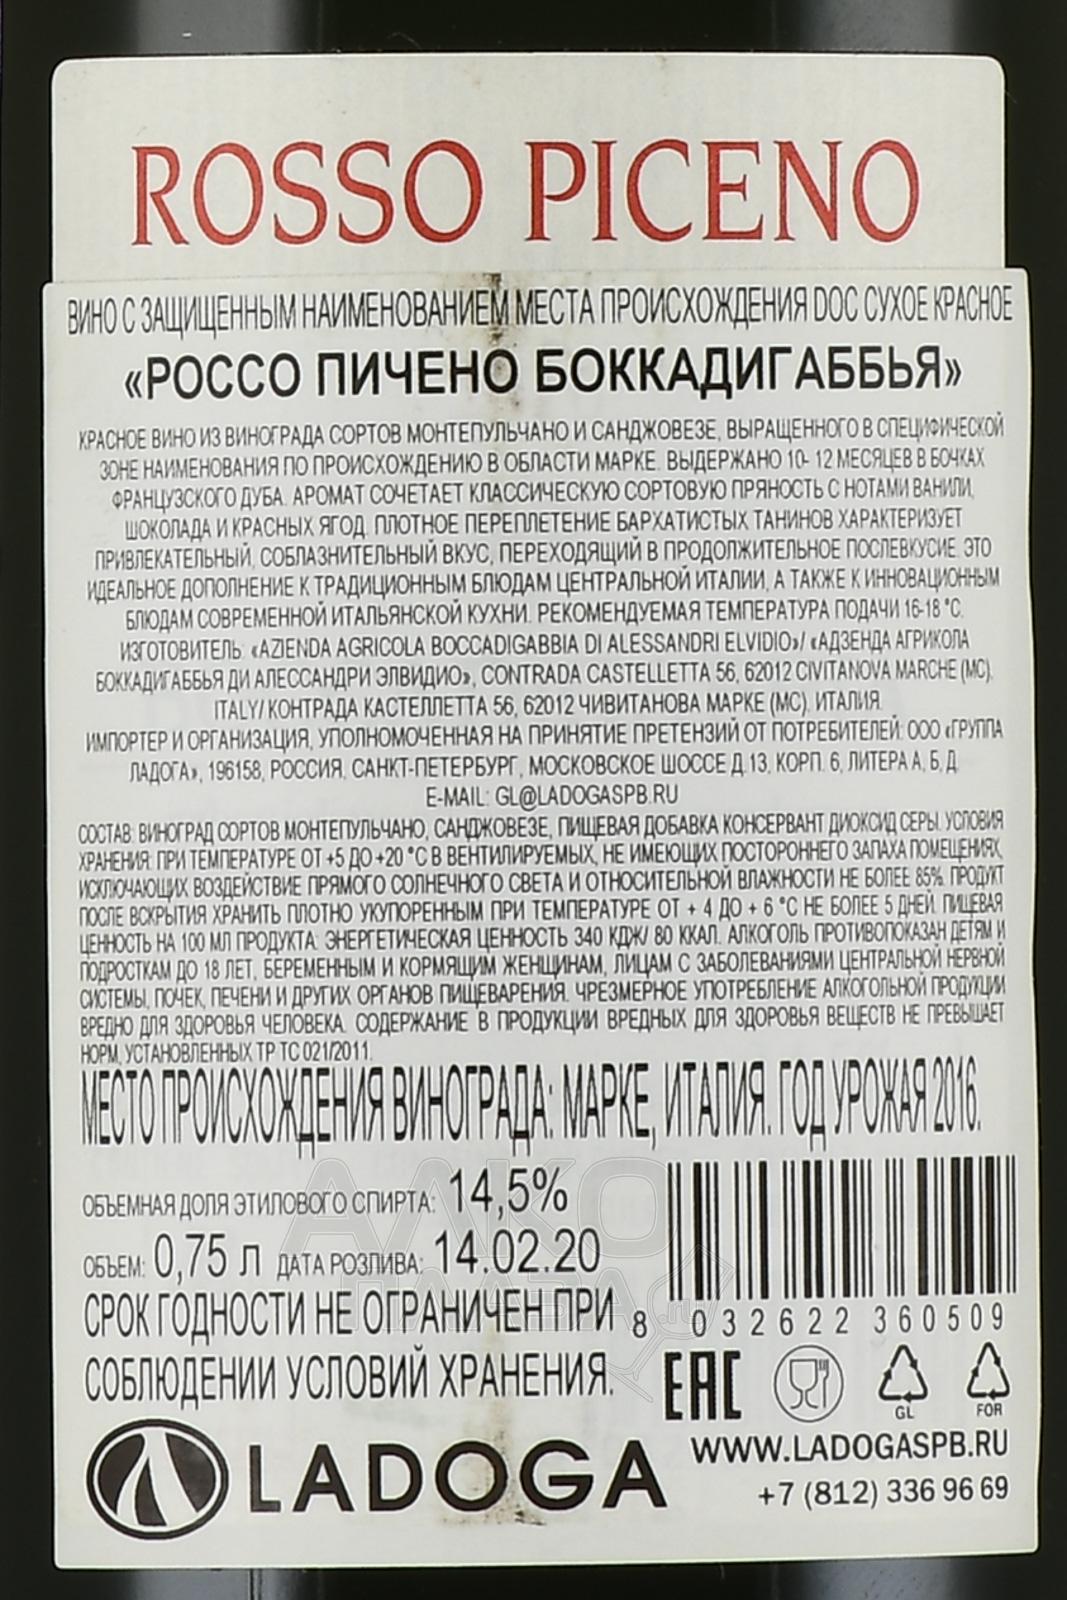 ROSSO PICENO
ВИНО С ЗАЩИЩЕННЫМ НАИМЕНОВАНИЕМ МЕСТА ПРОИСХОЖДЕНИЯ DOC СУХОЕ КРАСНОЕ
«РОССО ПИЧЕНО БОККАДИГАББЬЯ»
КРАСНОЕ ВИНО ИЗ ВИНОГРАДА СОРТОВ МОНТЕПУЛЬЧАНО И САНДЖОВЕЗЕ, ВЫРАЩЕННОГО В СПЕЦИФИЧЕСКОЙ
ЗОНЕ НАИМЕНОВАНИЯ ПО ПРОИСХОЖДЕНИЮ В ОБЛАСТИ МАРКЕ. ВЫДЕРЖАНО 10- 12 МЕСЯЦЕВ В БОЧКАХ
ФРАНЦУЗСКОГО ДУБА. АРОМАТ СОЧЕТАЕТ КЛАССИЧЕСКУЮ СОРТОВУЮ ПРЯНОСТЬ С НОТАМИ ВАНИЛИ,
ШОКОЛАДА И КРАСНЫХ ЯГОД. ПЛОТНОЕ ПЕРЕПЛЕТЕНИЕ БАРХАТИСТЫХ ТАНИНОВ ХАРАКТЕРИЗУЕТ
ПРИВЛЕКАТЕЛЬНЫЙ, СОБЛАЗНИТЕЛЬНЫЙ ВКУС, ПЕРЕХОДЯЩИЙ В ПРОДОЛЖИТЕЛЬНОЕ ПОСЛЕВКУСИЕ. ЭТО
ИДЕАЛЬНОЕ ДОПОЛНЕНИЕ К ТРАДИЦИОННЫМ БЛЮДАМ ЦЕНТРАЛЬНОЙ ИТАЛИИ, А ТАКЖЕ К ИННОВАЦИОННЫМ
БЛЮДАМ СОВРЕМЕННОЙ ИТАЛЬЯНСКОЙ КУХНИ. РЕКОМЕНДУЕМАЯ ТЕМПЕРАТУРА ПОДАЧИ 16-18 °С.
ИЗГОТОВИТЕЛЬ: «AZIENDA AGRICOLA BOCCADIGABBIA DI ALESSANDRI ELVIDIO»/ «АДЗЕНДА АГРИКОЛА
БОККАДИГАББЬЯ ДИ АЛЕССАНДРИ ЭЛВИДИО», CONTRADA CASTELLETTA 56, 62012 CIVITANOVA MARCHE (MC),
ITALY/ КОНТРАДА КАСТЕЛЛЕТТА 56, 62012 ЧИВИТАНОВА МАРКЕ (МС), ИТАЛИЯ.
ИМПОРТЕР И ОРГАНИЗАЦИЯ, УПОЛНОМОЧЕННАЯ НА ПРИНЯТИЕ ПРЕТЕНЗИЙ ОТ ПОТРЕБИТЕЛЕЙ: ООО «ГРУППА
ЛАДОГА», 196158, РОССИЯ, САНКТ-ПЕТЕРБУРГ, МОСКОВСКОЕ ШОССЕ Д.13, КОРП. 6, ЛИТЕРА А, Б, Д.
E-MAIL: GL@LADOGASPB.RU
СОСТАВ: ВИНОГРАД СОРТОВ МОНТЕПУЛЬЧАНО, САНДЖОВЕЗЕ, ПИЩЕВАЯ ДОБАВКА КОНСЕРВАНТ ДИОКСИД СЕРЫ. УСЛОВИЯ
ХРАНЕНИЯ: ПРИ ТЕМПЕРАТУРЕ ОТ +5 ДО +20 °С В ВЕНТИЛИРУЕМЫХ, НЕ ИМЕЮЩИХ ПОСТОРОННЕГО ЗАПАХА ПОМЕЩЕНИЯХ,
ИСКЛЮЧАЮЩИХ ВОЗДЕЙСТВИЕ ПРЯМОГО СОЛНЕЧНОГО СВЕТА И ОТНОСИТЕЛЬНОЙ ВЛАЖНОСТИ НЕ БОЛЕЕ 85%. ПРОДУКТ
ПОСЛЕ ВСКРЫТИЯ ХРАНИТЬ ПЛОТНО УКУПОРЕННЫМ ПРИ ТЕМПЕРАТУРЕ ОТ + 4 ДО + 6 °С НЕ БОЛЕЕ 5 ДНЕЙ. ПИЩЕВАЯ
ЦЕННОСТЬ НА 100 МЛ ПРОДУКТА: ЭНЕРГЕТИЧЕСКАЯ ЦЕННОСТЬ 340 КДЖ/ 80 ККАЛ. АЛКОГОЛЬ ПРОТИВОПОКАЗАН ДЕТЯМ И
ПОДРОСТКАМ ДО 18 ЛЕТ, БЕРЕМЕННЫМ И КОРМЯЩИМ ЖЕНЩИНАМ, ЛИЦАМ С ЗАБОЛЕВАНИЯМИ ЦЕНТРАЛЬНОЙ НЕРВНОЙ
СИСТЕМЫ, ПОЧЕК, ПЕЧЕНИ И ДРУГИХ ОРГАНОВ ПИЩЕВАРЕНИЯ. ЧРЕЗМЕРНОЕ УПОТРЕБЛЕНИЕ АЛКОГОЛЬНОЙ ПРОДУКЦИИ
ВРЕДНО ДЛЯ ЗДОРОВЬЯ ЧЕЛОВЕКА. СОДЕРЖАНИЕ В ПРОДУКЦИИ ВРЕДНЫХ ДЛЯ ЗДОРОВЬЯ ВЕЩЕСТВ НЕ ПРЕВЫШАЕТ
НОРМ, УСТАНОВЛЕННЫХ ТР ТС 021/2011.
МЕСТО ПРОИСХОЖДЕНИЯ ВИНОГРАДА: МАРКЕ, ИТАЛИЯ. ГОД УРОЖАЯ 2016.
ОБЪЕМНАЯ ДОЛЯ ЭТИЛОВОГО СПИРТА: 14,5%
ОБЪЕМ: 0,75 Л ДАТА РОЗЛИВА: 14.02.20
СРОК ГОДНОСТИ НЕ ОГРАНИЧЕН ПРИ
СОБЛЮДЕНИИ УСЛОВИЙ ХРАНЕНИЯ.
8 032622 360509
EAC
GL
FOR
LADOGA
WWW.LADOGASPB.RU
+7 (812) 336 96 69
АЛКО
ПЛАЗА.ru